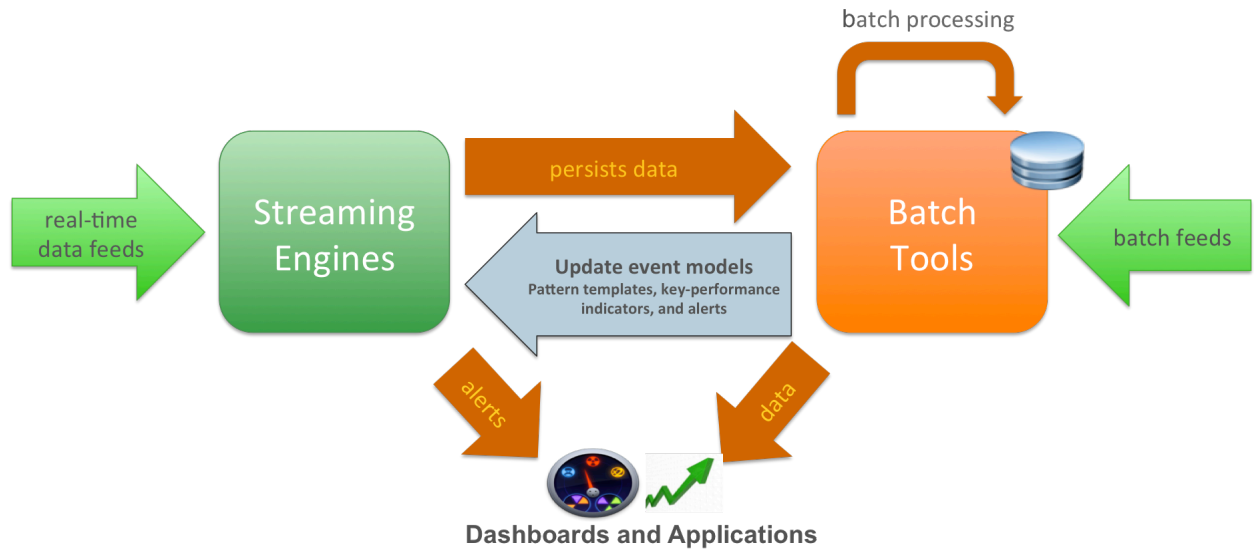 batch processing
persists data
real-time
data feeds
Streaming
Engines
Batch
Tools
batch feeds
Update event models
Pattern templates, key-performance
indicators, and alerts
alerts
data
Dashboards and Applications